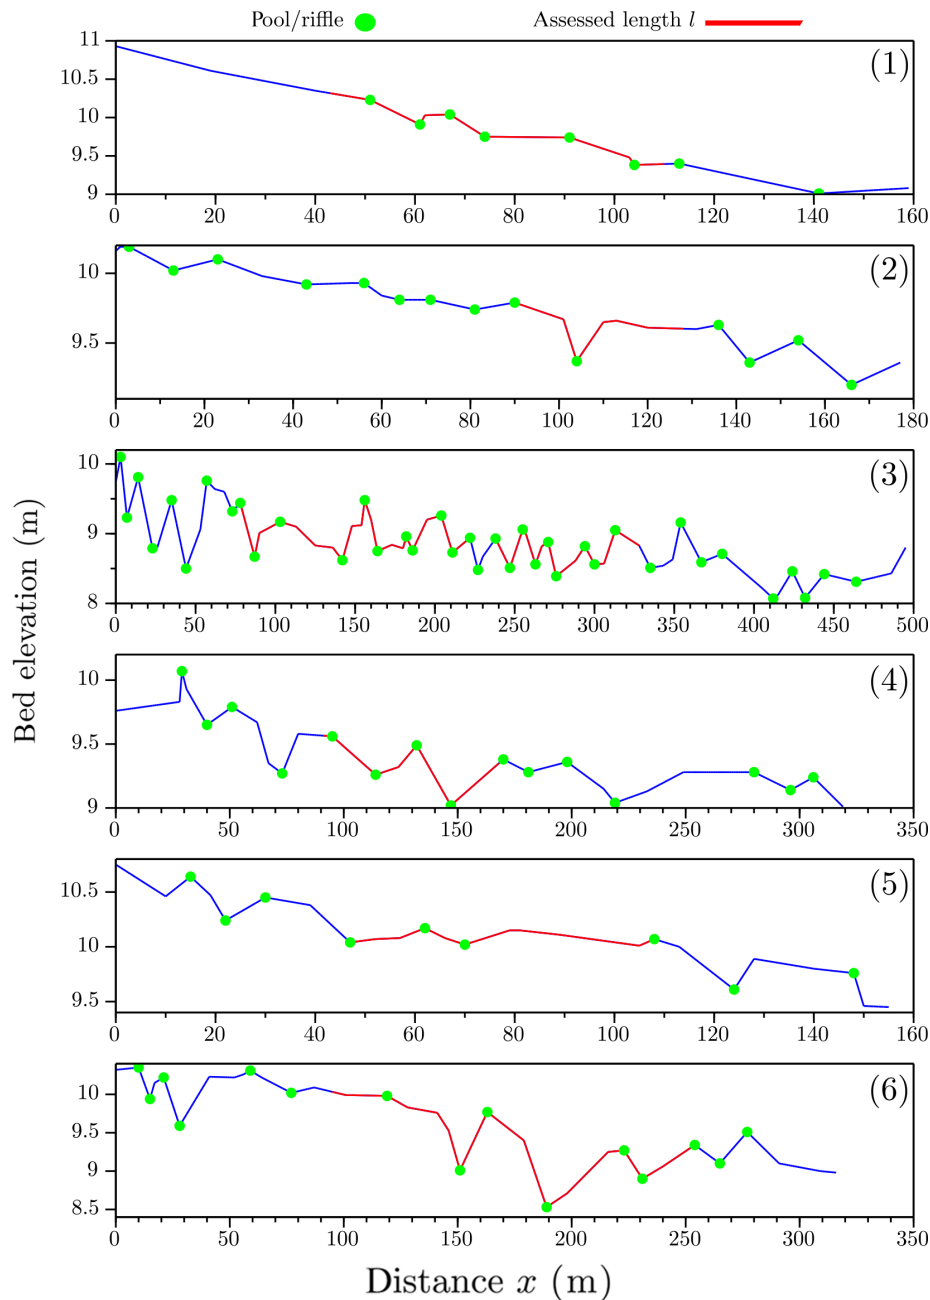 Pool/riffle Assessed length l
11
10.5
10
9.5
9
(1)
0 20 40 60 80 100 120 140 160
10
9.5
(2)
0 20 40 60 80 100 120 140 160 180
10
9
8
(3)
0 50 100 150 200 250 300 350 400 450 500
10
9.5
9
(4)
0 50 100 150 200 250 300 350
10.5
10
9.5
(5)
0 20 40 60 80 100 120 140 160
10
9.5
9
8.5
(6)
0 50 100 150 200 250 300 350
Bed elevation (m)
Distance x (m)